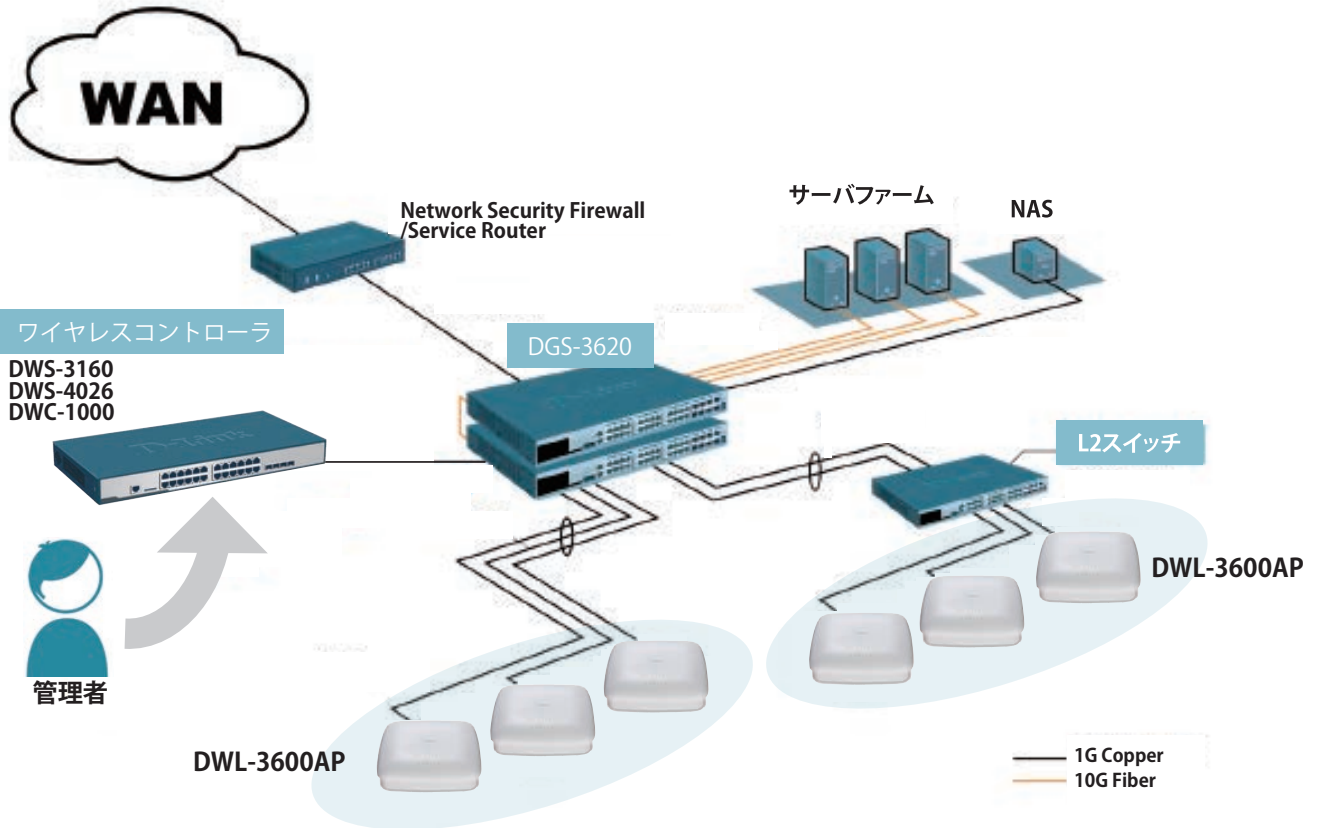 WAN
Network Security Firewall
/Service Router
サーバファーム
NAS
ワイヤレスコントローラ
DWS-3160
DWS-4026
DWC-1000
DGS-3620
D-Link
L2スイッチ
DWL-3600AP
管理者
DWL-3600AP
1G Copper
10G Fiber